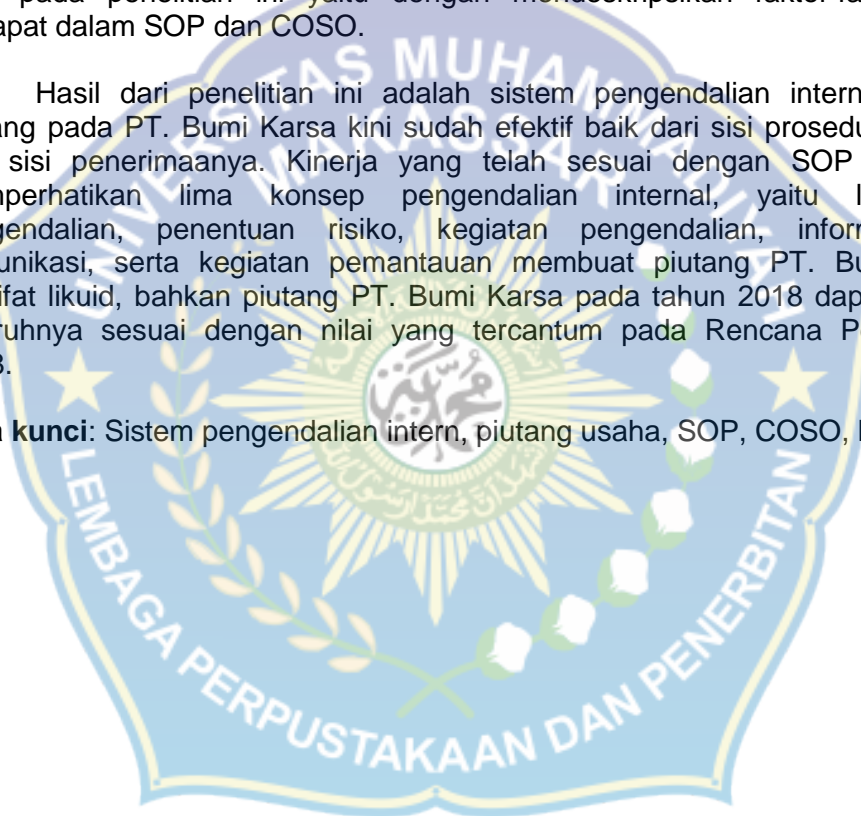 pada penelitian ini yaitu dengan mendeskripsikan
apat dalam SOP dan COSO.
Hasil dari penelitian ini adalah sistem pengendalian intern
ang pada PT. Bumi Karsa kini sudah efektif baik dari sisi prosedu
sisi penerimaanya. Kinerja yang telah sesuai dengan SOP
perhatikan lima konsep pengendalian internal, yaitu
gendalian, penentuan risiko, kegiatan pengendalian, infor
unikasi, serta kegiatan pemantauan membuat piutang PT. Bu
ifat likuid, bahkan piutang PT. Bumi Karsa pada tahun 2018 dap
ruhnya sesuai dengan nilai yang tercantum pada Rencana P
kunci: Sistem pengendalian intern, piutang usaha, SOP, COSO,
UNIVERSITAS MUHAMMADIYAH
MAKASSAR
LEMBAGA PERPUSTAKAAN DAN PENERBITAN